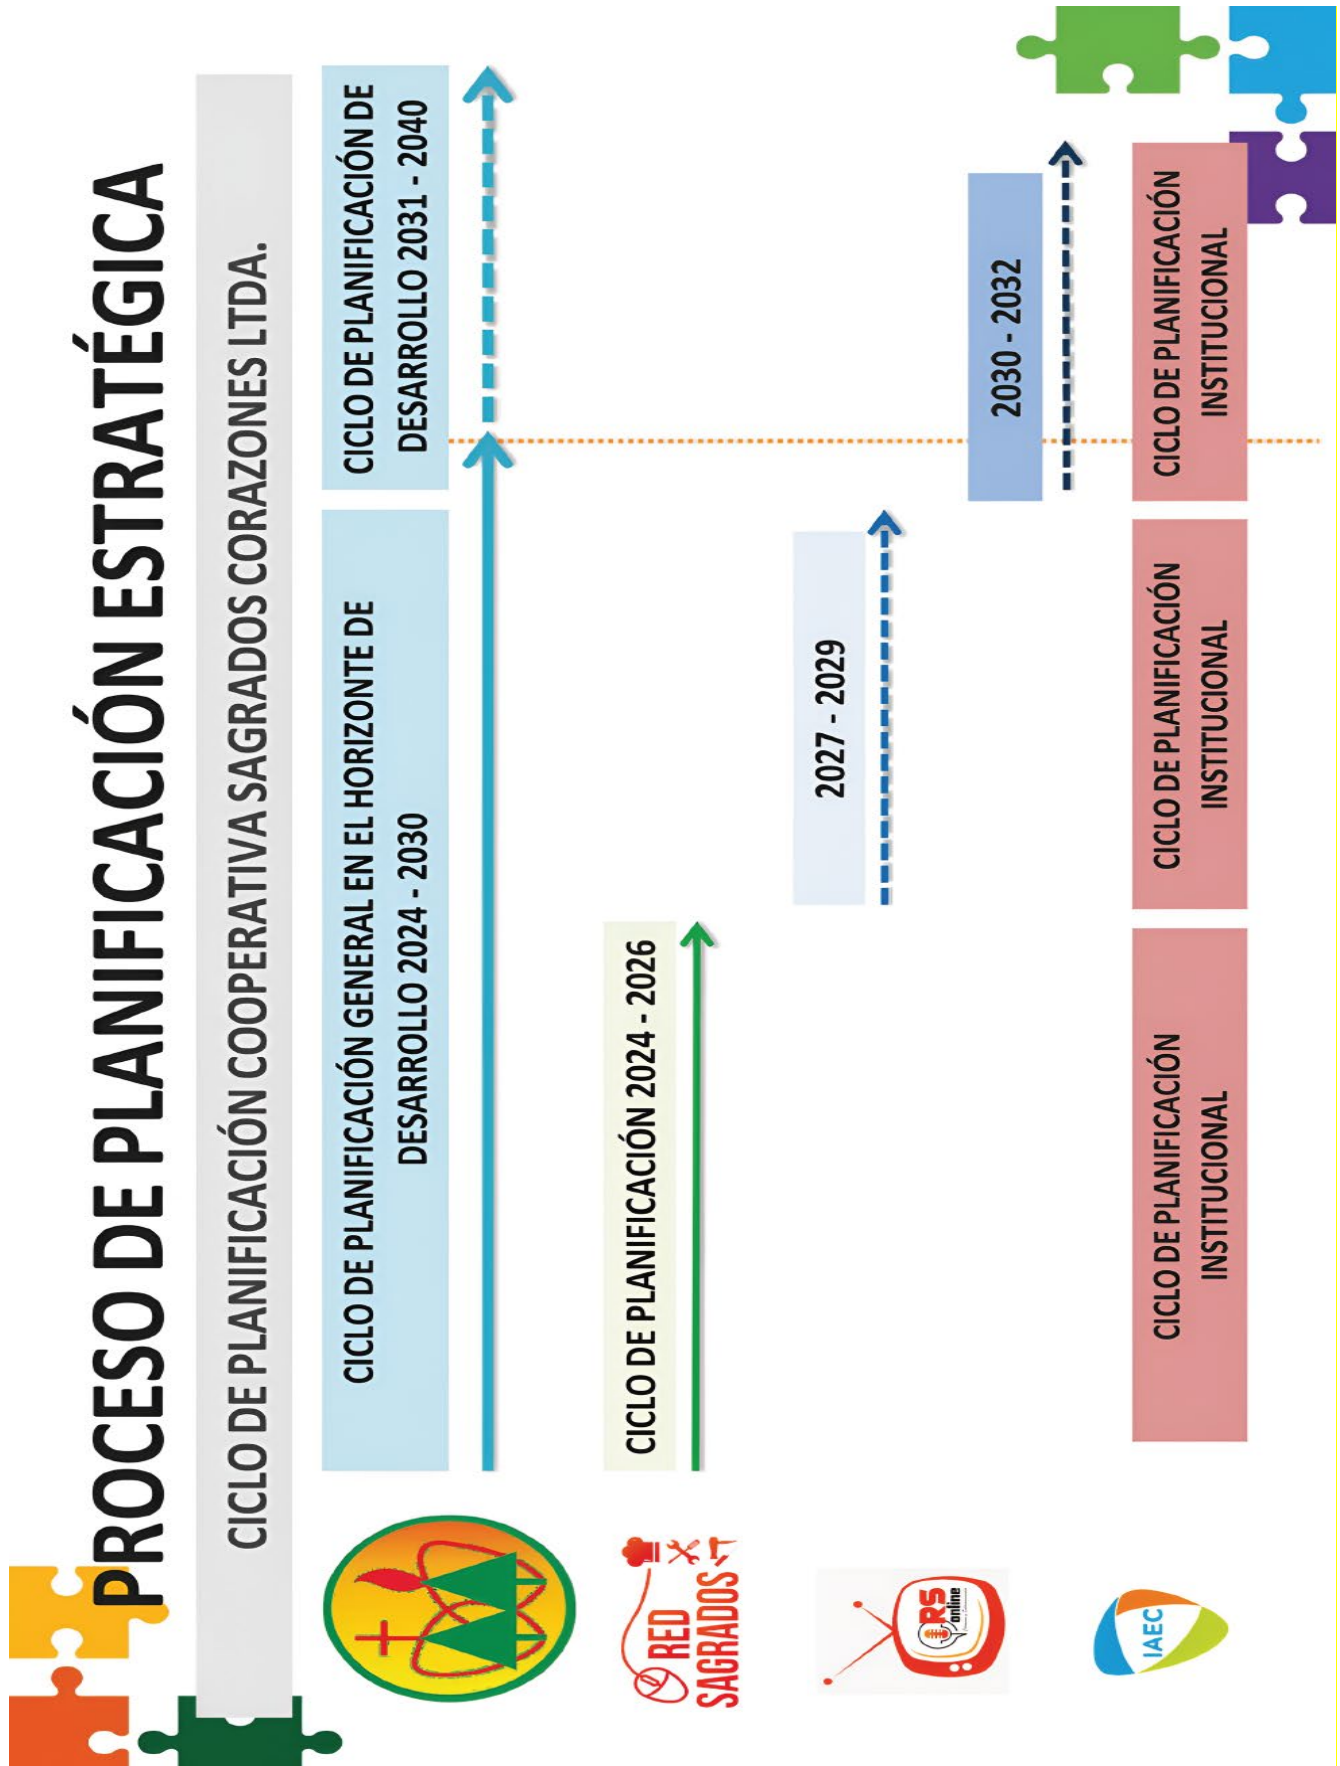 PROCESO DE PLANIFICACIÓN ESTRATÉGICA
CICLO DE PLANIFICACIÓN COOPERATIVA SAGRADOS CORAZONES LTDA.
CICLO DE PLANIFICACIÓN GENERAL EN EL HORIZONTE DE
DESARROLLO 2024 - 2030
CICLO DE PLANIFICACIÓN DE
DESARROLLO 2031 - 2040
RED
SAGRADOS
CICLO DE PLANIFICACIÓN 2024 - 2026
RS
online
2027 - 2029
2030 - 2032
IAEC
CICLO DE PLANIFICACIÓN
INSTITUCIONAL
CICLO DE PLANIFICACIÓN
INSTITUCIONAL
CICLO DE PLANIFICACIÓN
INSTITUCIONAL